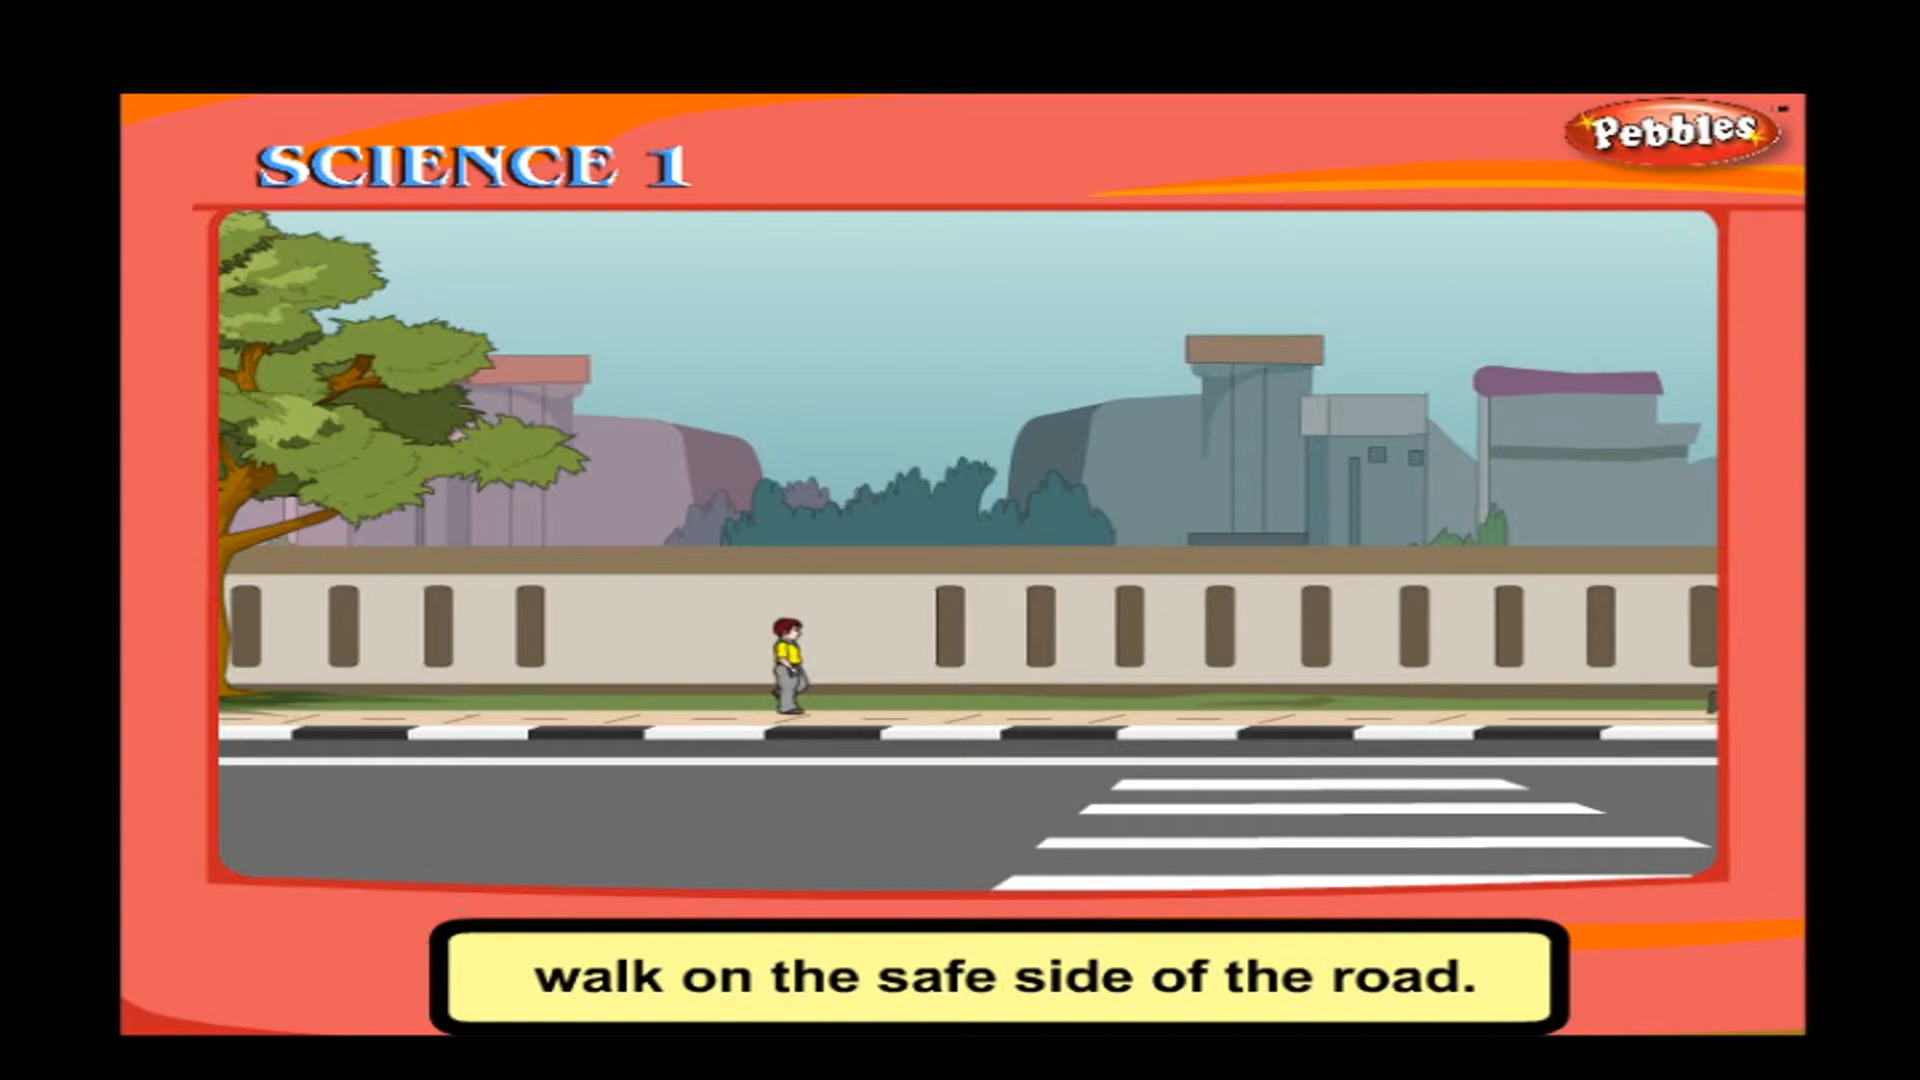 SCIENCE 1
Pebbles
walk on the safe side of the road.